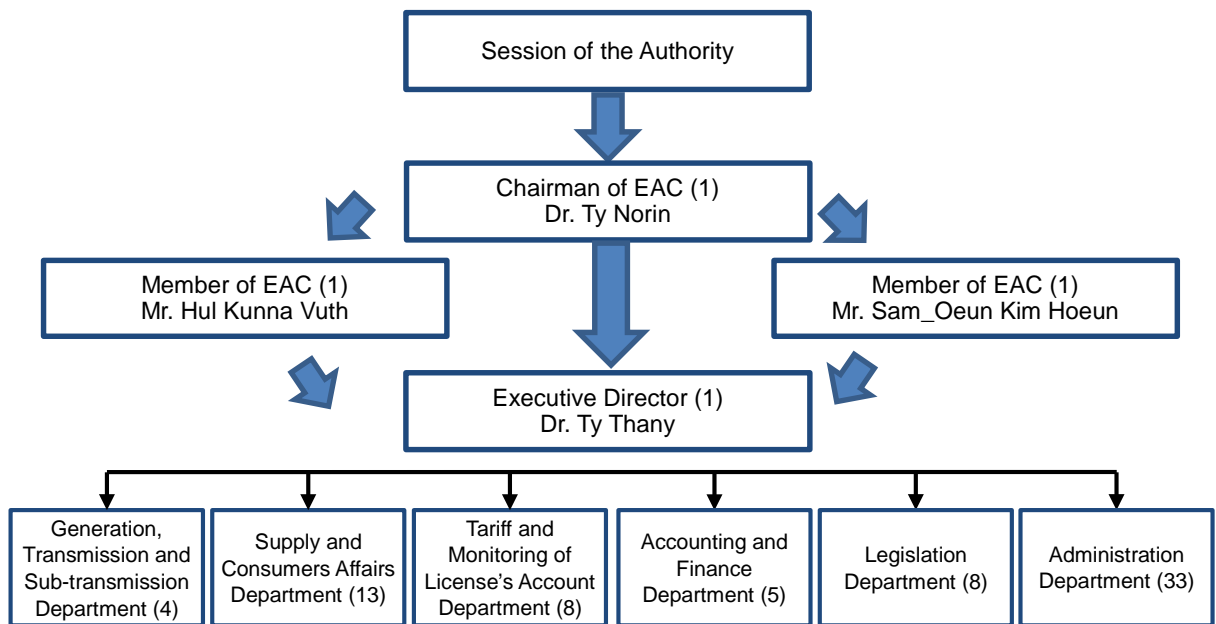 Session of the Authority
Chairman of EAC (1)
Dr. Ty Norin
Member of EAC (1)
Mr. Hul Kunna Vuth
Member of EAC (1)
Mr. Sam_Oeun Kim Hoeun
Executive Director (1)
Dr. Ty Thany
Generation,
Transmission and
Sub-transmission
Department (4)
Supply and
Consumers Affairs
Department (13)
Tariff and
Monitoring of
License’s Account
Department (8)
Accounting and
Finance
Department (5)
Legislation
Department (8)
Administration
Department (33)